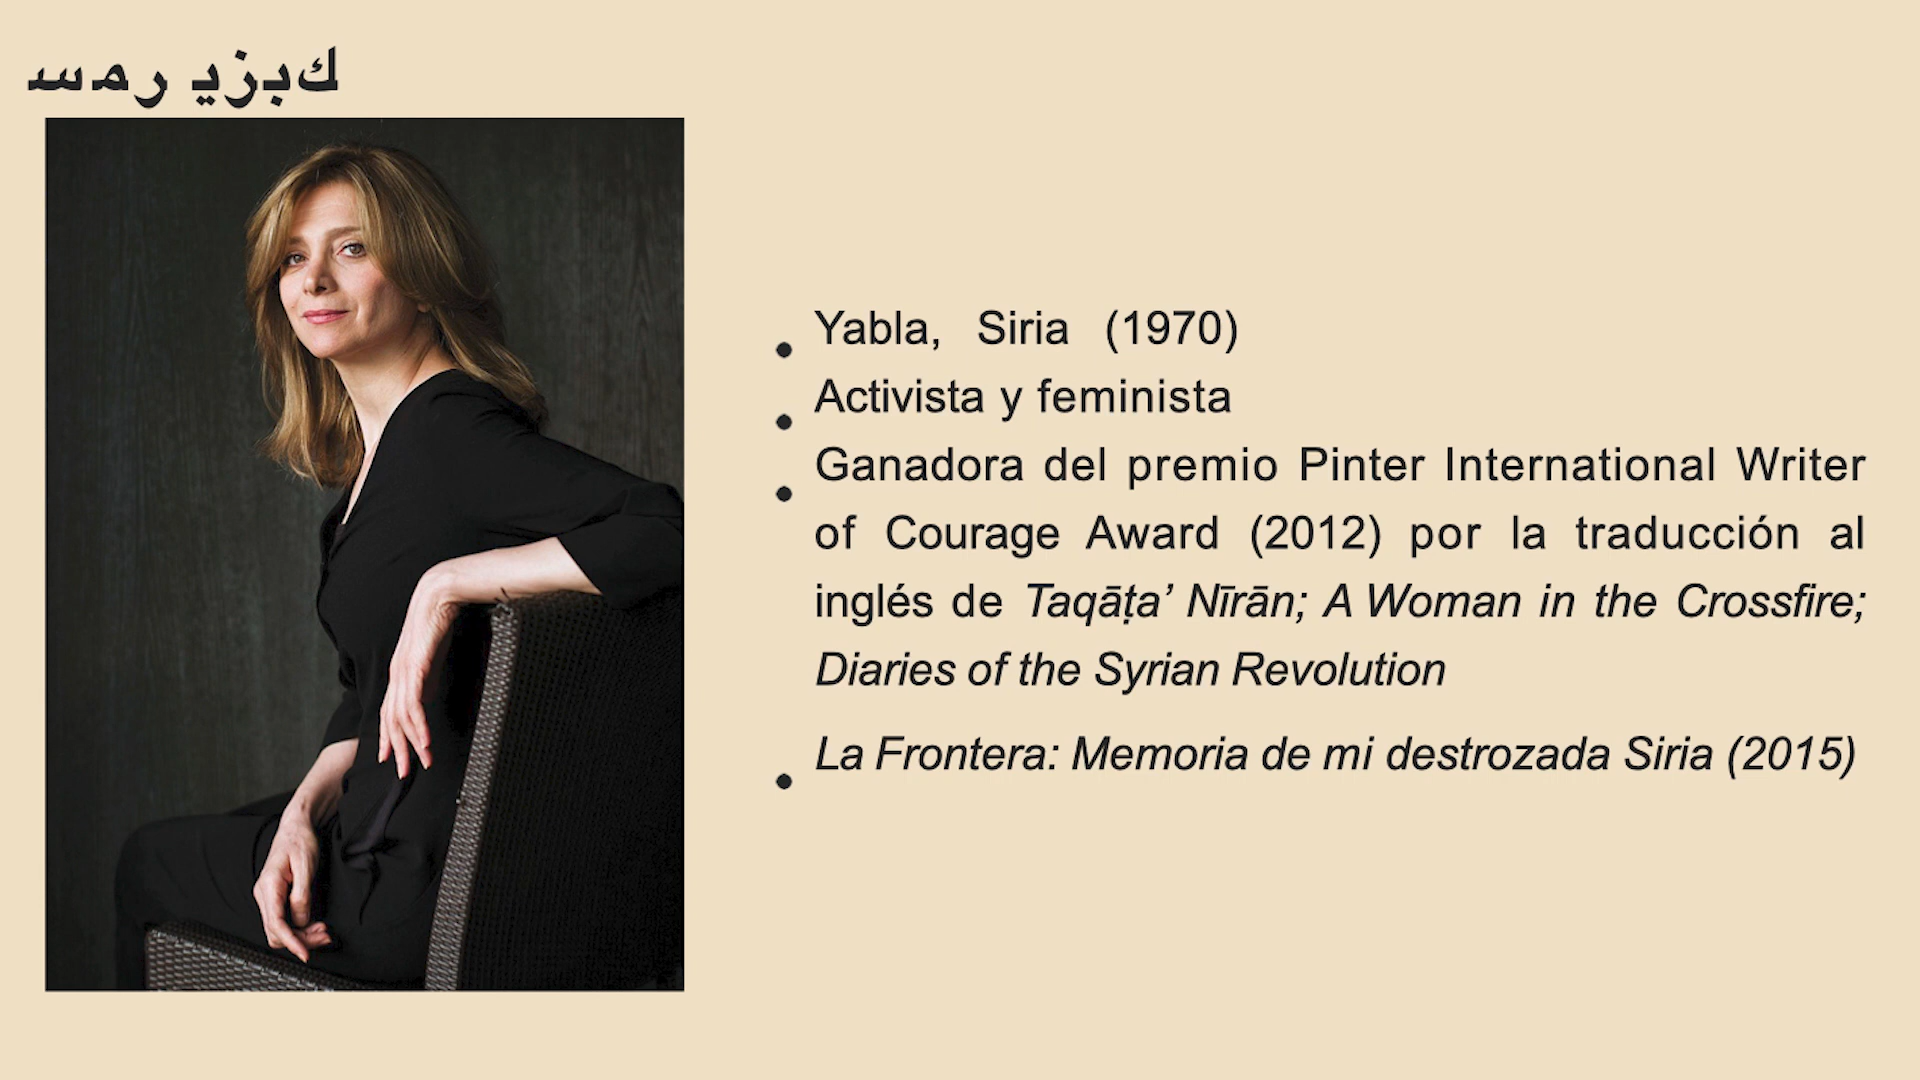 سمر يزبك
Yabla, Siria (1970)
Activista y feminista
Ganadora del premio Pinter International Writer
of Courage Award (2012) por la traducción al
inglés de Taqāṭa’ Nīrān; A Woman in the Crossfire;
Diaries of the Syrian Revolution
La Frontera: Memoria de mi destrozada Siria (2015)